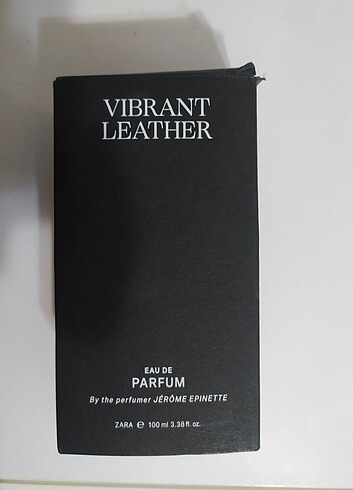 VIBRANT
LEATHER
EAU DE
PARFUM
By the perfumer JÉRÔME EPINETTE
ZARA ℮ 100 ml 3.38 fl. oz.